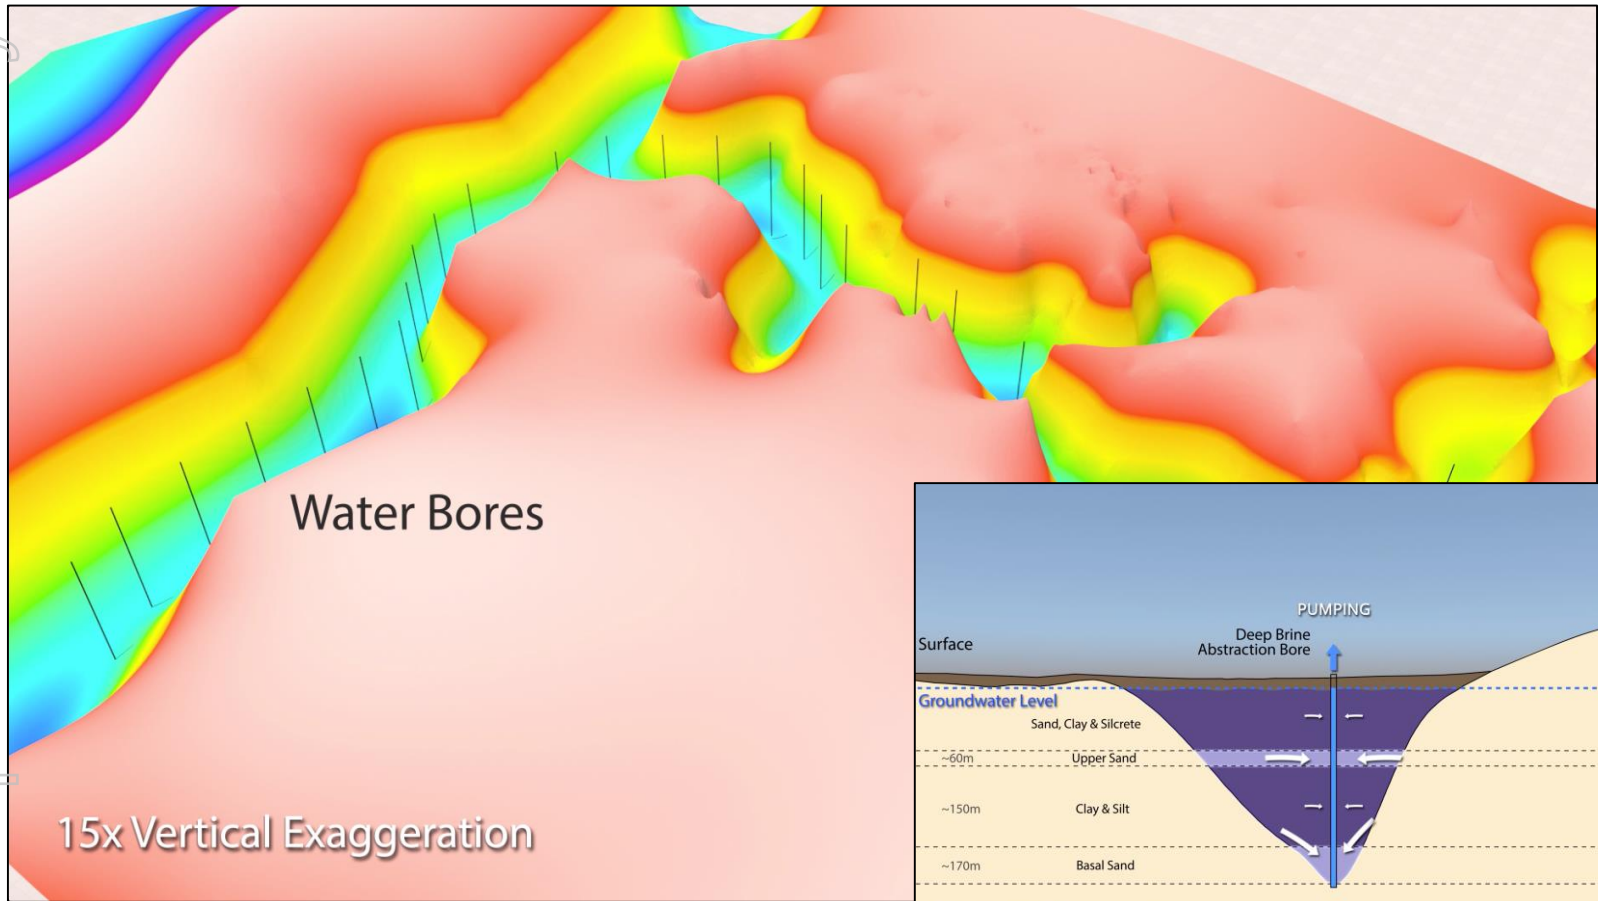 Water Bores
15x Vertical Exaggeration
PUMPING
Deep Brine
Abstraction Bore
Surface
Groundwater Level
Sand, Clay & Silcrete
~60m Upper Sand
~150m Clay & Silt
~170m Basal Sand